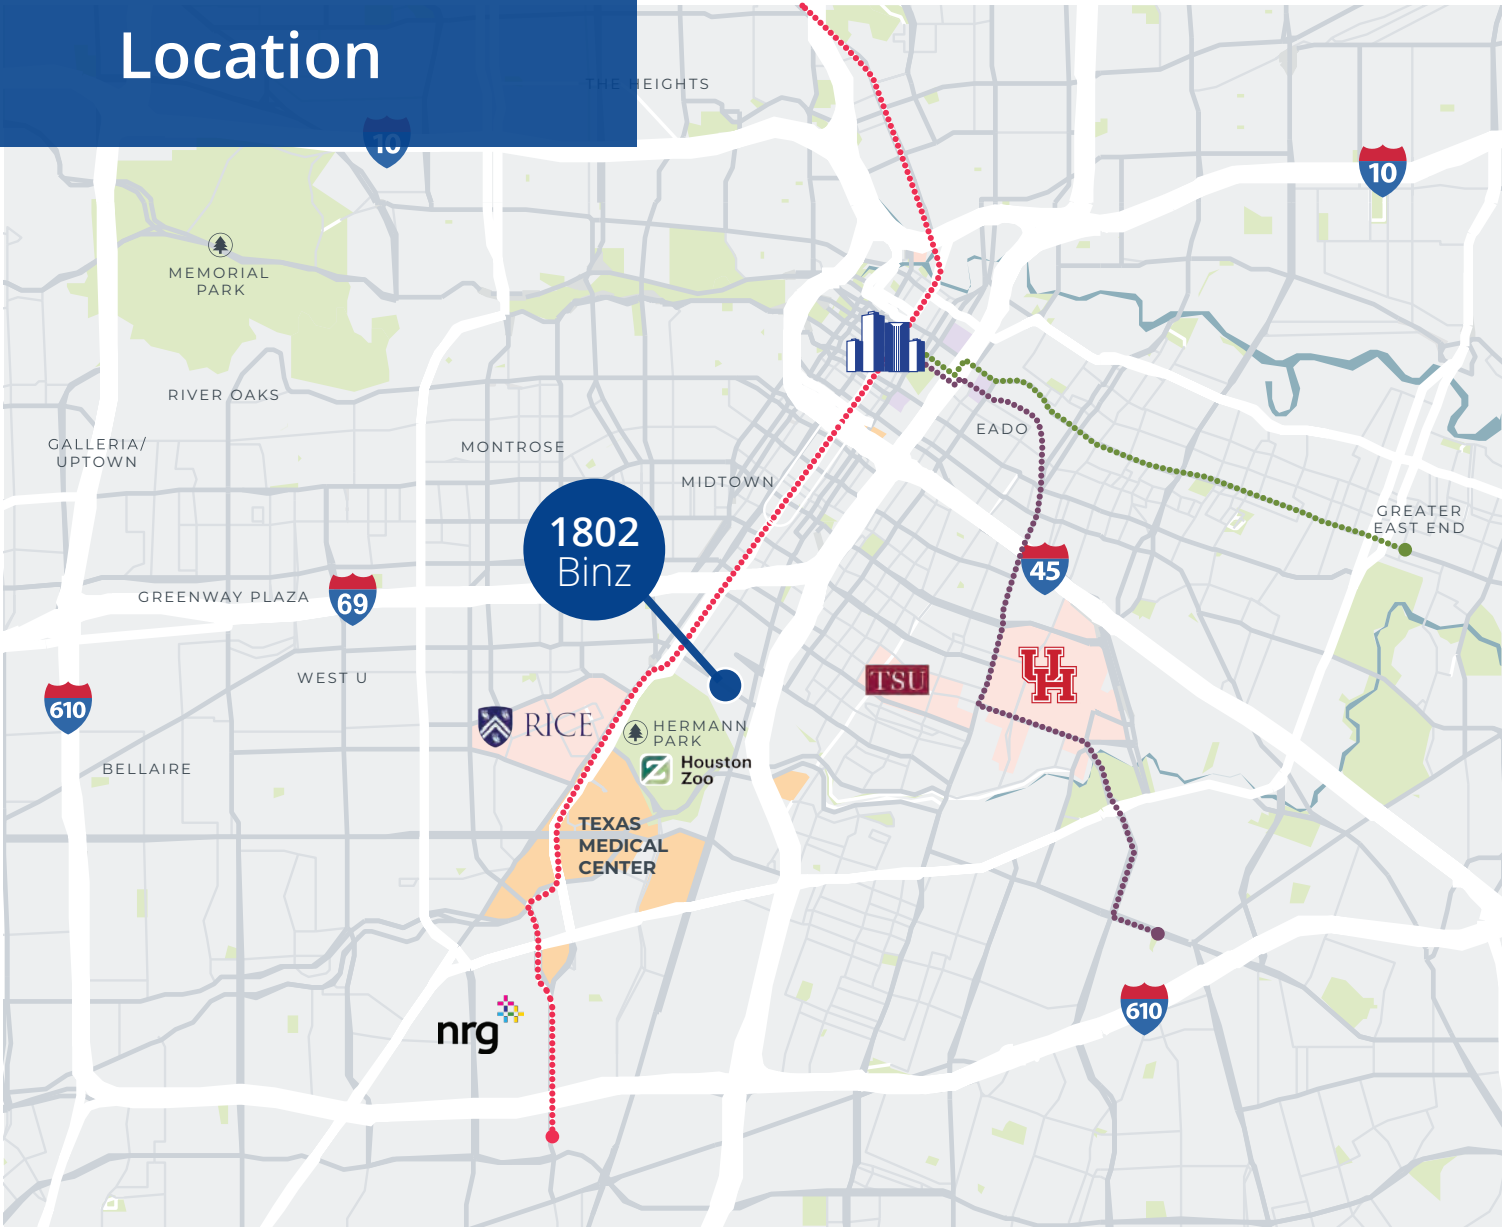 Location
THE HEIGHTS
10
10
MEMORIAL
PARK
RIVER OAKS
GALLERIA/
UPTOWN
MONTROSE
EADO
MIDTOWN
GREATER
EAST END
1802
Binz
45
GREENWAY PLAZA
69
WEST U
TSU
UH
610
RICE
HERMANN
PARK
Houston
Zoo
BELLAIRE
TEXAS
MEDICAL
CENTER
610
nrg